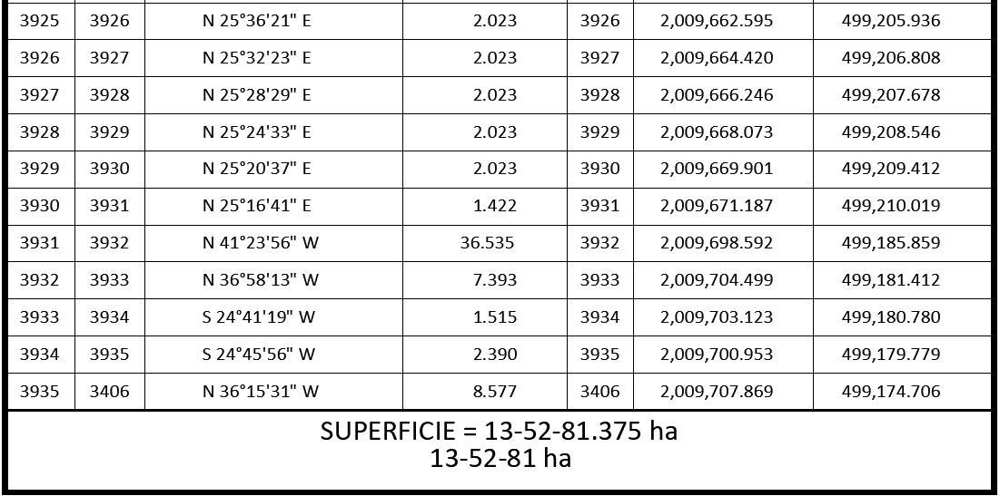 3925 3926 N 25°36'21" E 2.023 3926 2,009,662.595 499,205.936
3926 3927 N 25°32'23" E 2.023 3927 2,009,664.420 499,206.808
3927 3928 N 25°28'29" E 2.023 3928 2,009,666.246 499,207.678
3928 3929 N 25°24'33" E 2.023 3929 2,009,668.073 499,208.546
3929 3930 N 25°20'37" E 2.023 3930 2,009,669.901 499,209.412
3930 3931 N 25°16'41" E 1.422 3931 2,009,671.187 499,210.019
3931 3932 N 41°23'56" W 36.535 3932 2,009,698.592 499,185.859
3932 3933 N 36°58'13" W 7.393 3933 2,009,704.499 499,181.412
3933 3934 S 24°41'19" W 1.515 3934 2,009,703.123 499,180.780
3934 3935 S 24°45'56" W 2.390 3935 2,009,700.953 499,179.779
3935 3406 N 36°15'31" W 8.577 3406 2,009,707.869 499,174.706
SUPERFICIE = 13-52-81.375 ha
13-52-81 ha